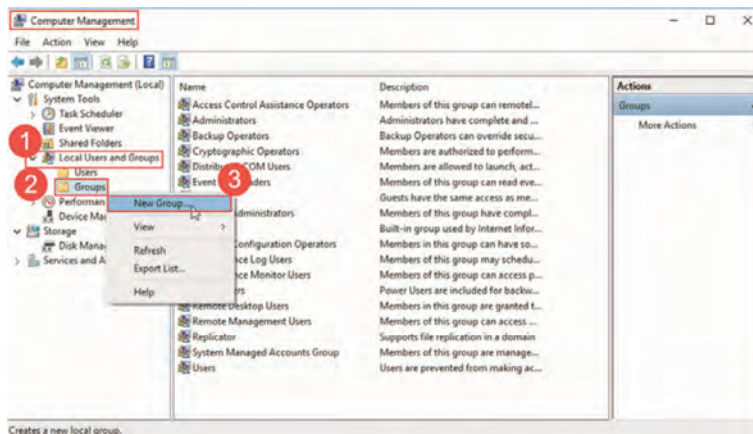 Computer Management
File Action View Help
Computer Management (Local)
System Tools
Task Scheduler
Event Viewer
Shared Folders
Local Users and Groups
Users
Groups
Performan
Device Ma
Storage
Disk Mana
Services and A
1
2
3
New Group...
View
Refresh
Export List...
Help
Name Description
Access Control Assistance Operators Members of this group can remotel...
Administrators Administrators have complete and ...
Backup Operators Backup Operators can override secu...
Cryptographic Operators Members are authorized to perform...
Distribu COM Users Members are allowed to launch, act...
Event ders Members of this group can read eve...
Guests have the same access as me...
dministrators Members of this group have compl...
Built-in group used by Internet Infor...
onfiguration Operators Members in this group can have so...
nce Log Users Members of this group may schedu...
nce Monitor Users Members of this group can access p...
rs Power Users are included for backw...
Remote Desktop Users Members in this group are granted t...
Remote Management Users Members of this group can access ...
Replicator Supports file replication in a domain
System Managed Accounts Group Members of this group are manage...
Users Users are prevented from making ac...
Actions
Groups
More Actions
Creates a new local group.